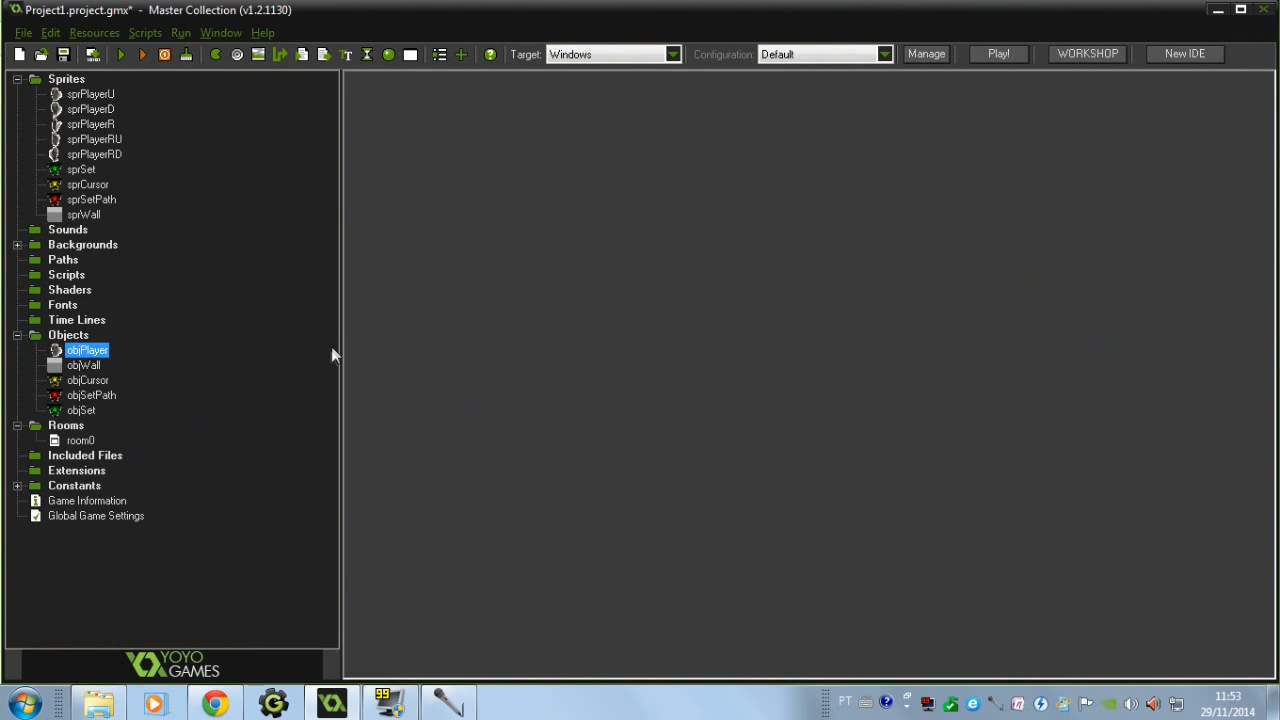 Project1.project.gmx* - Master Collection (v1.2.1130)
File Edit Resources Scripts Run Window Help
Target: Windows Configuration: Default Manage Play! WORKSHOP New IDE
Sprites
sprPlayerU
sprPlayerD
sprPlayerR
sprPlayerRU
sprPlayerRD
sprSet
sprCursor
sprSetPath
sprWall
Sounds
Backgrounds
Paths
Scripts
Shaders
Fonts
Time Lines
Objects
objPlayer
objWall
objCursor
objSetPath
objSet
Rooms
room0
Included Files
Extensions
Constants
Game Information
Global Game Settings
YOYO
GAMES
99
PT
11:53
29/11/2014